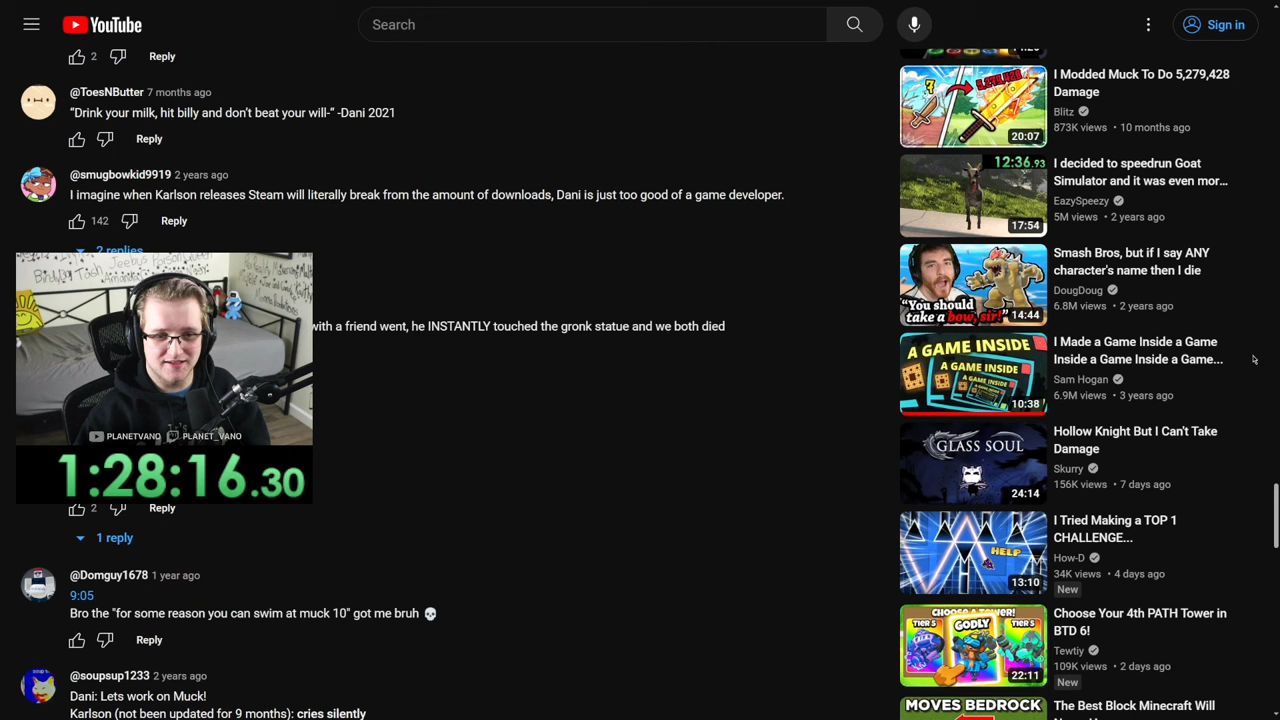 YouTube
Search
Sign in
2
Reply
@ToesNButter 7 months ago
“Drink your milk, hit billy and don’t beat your will-“ -Dani 2021
Reply
@smugbowkid9919 2 years ago
I imagine when Karlson releases Steam will literally break from the amount of downloads, Dani is just too good of a game developer.
142
Reply
2 replies
with a friend went, he INSTANTLY touched the gronk statue and we both died
PLANETVANO
PLANET_VANO
1:28:16.30
2
Reply
1 reply
@Domguy1678 1 year ago
9:05
Bro the "for some reason you can swim at muck 10" got me bruh 💀
Reply
@soupsup1233 2 years ago
Dani: Lets work on Muck!
Karlson (not been updated for 9 months): cries silently
7
20:07
I Modded Muck To Do 5,279,428
Damage
Blitz
873K views • 10 months ago
12:36.93
17:54
I decided to speedrun Goat
Simulator and it was even mor...
EazySpeezy
5M views • 2 years ago
“You should
take a bow, sir!”
14:44
Smash Bros, but if I say ANY
character's name then I die
DougDoug
6.8M views • 2 years ago
A GAME INSIDE
A GAME INSIDE
A GAME INSIDE
10:38
I Made a Game Inside a Game
Inside a Game Inside a Game...
Sam Hogan
6.9M views • 3 years ago
GLASS SOUL
24:14
Hollow Knight But I Can't Take
Damage
Skurry
156K views • 7 days ago
HELP
13:10
I Tried Making a TOP 1
CHALLENGE...
How-D
34K views • 4 days ago
New
CHOOSE A TOWER!
TIER 5
GODLY
TIER 5
22:11
Choose Your 4th PATH Tower in
BTD 6!
Tewtiy
109K views • 2 days ago
New
MOVES BEDROCK
The Best Block Minecraft Will